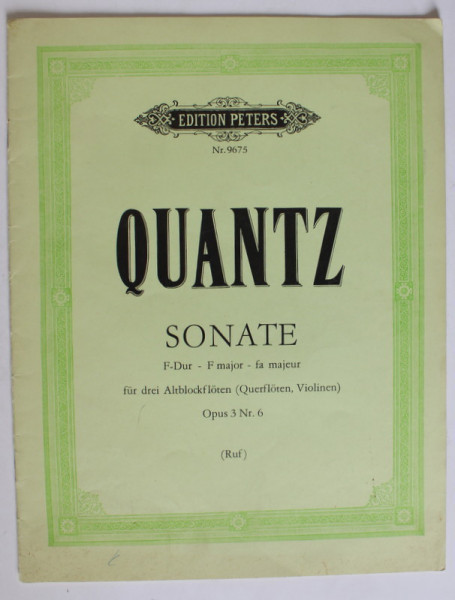 EDITION PETERS
Nr. 9675
QUANTZ
SONATE
F-Dur - F major - fa majeur
für drei Altblockflöten (Querflöten, Violinen)
Opus 3 Nr. 6
(Ruf)